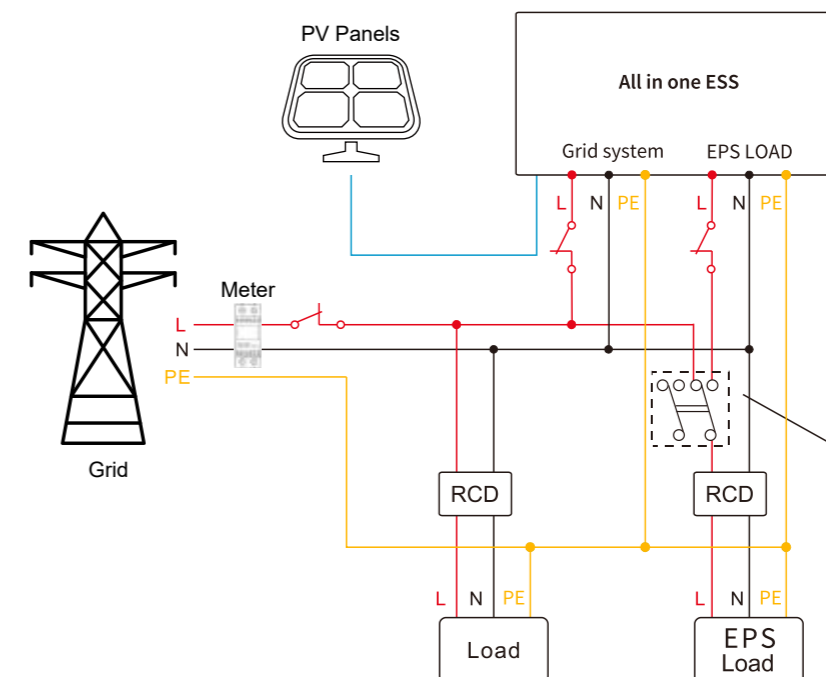 PV Panels
All in one ESS
Grid system EPS LOAD
L N PE L N PE
Meter
L
N
PE
Grid
RCD RCD
L N PE L N PE
Load
EPS
Load